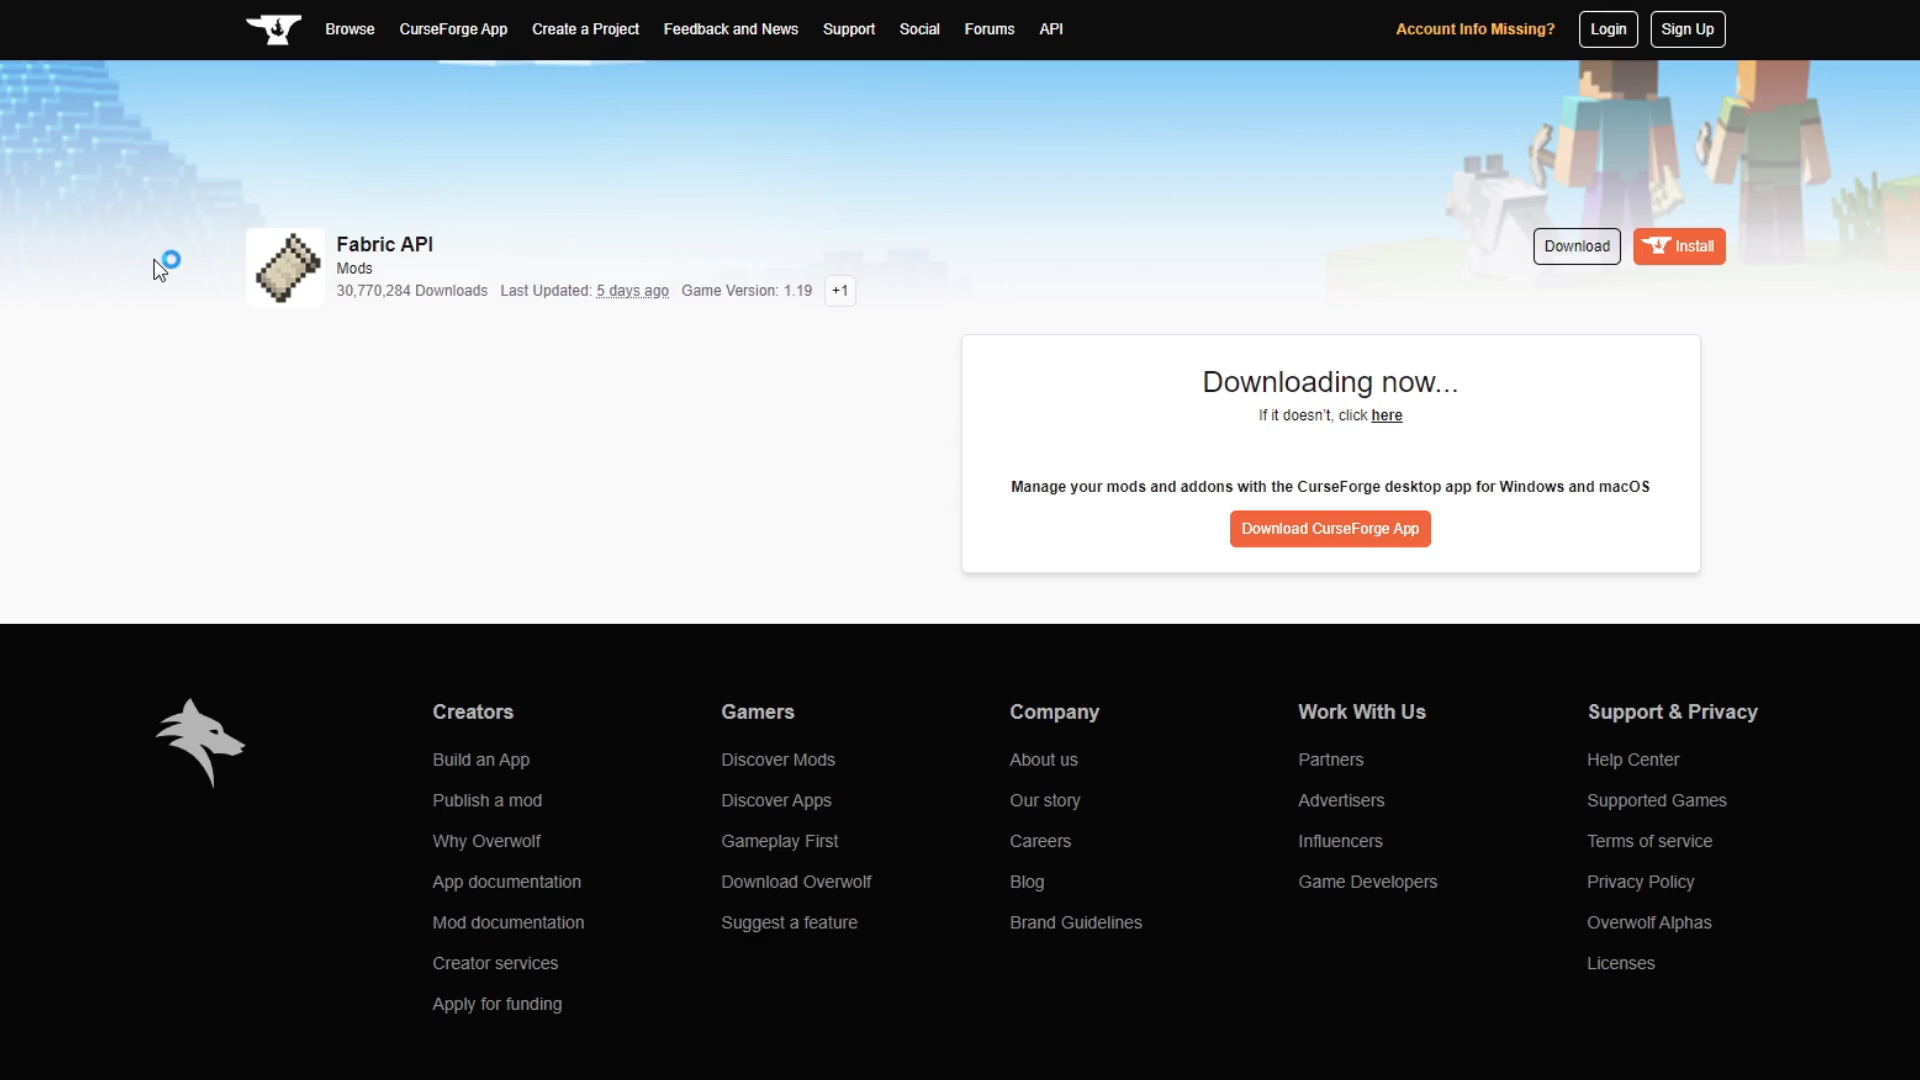 Browse CurseForge App Create a Project Feedback and News Support Social Forums API Account Info Missing? Login Sign Up
Fabric API
Mods
30,770,284 Downloads Last Updated: 5 days ago Game Version: 1.19 +1
Download Install
Downloading now...
If it doesn't, click here
Manage your mods and addons with the CurseForge desktop app for Windows and macOS
Download CurseForge App
Creators
Build an App
Publish a mod
Why Overwolf
App documentation
Mod documentation
Creator services
Apply for funding
Gamers
Discover Mods
Discover Apps
Gameplay First
Download Overwolf
Suggest a feature
Company
About us
Our story
Careers
Blog
Brand Guidelines
Work With Us
Partners
Advertisers
Influencers
Game Developers
Support & Privacy
Help Center
Supported Games
Terms of service
Privacy Policy
Overwolf Alphas
Licenses